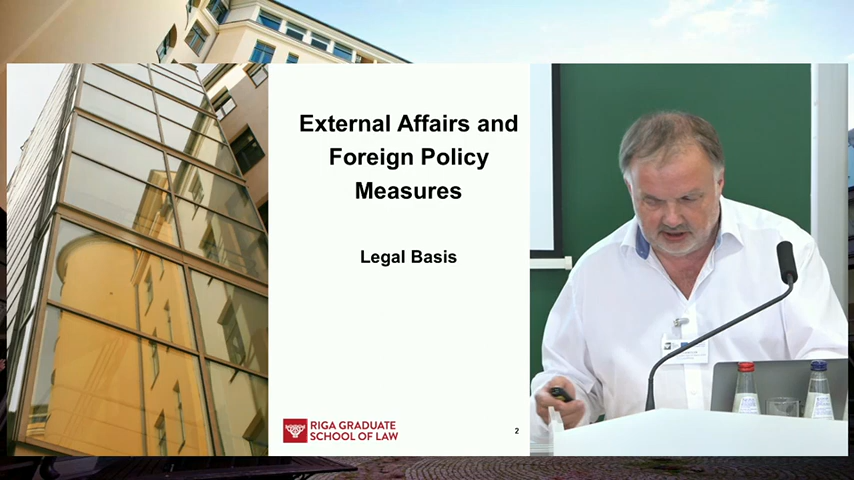 External Affairs and
Foreign Policy
Measures
Legal Basis
RIGA GRADUATE
SCHOOL OF LAW
2